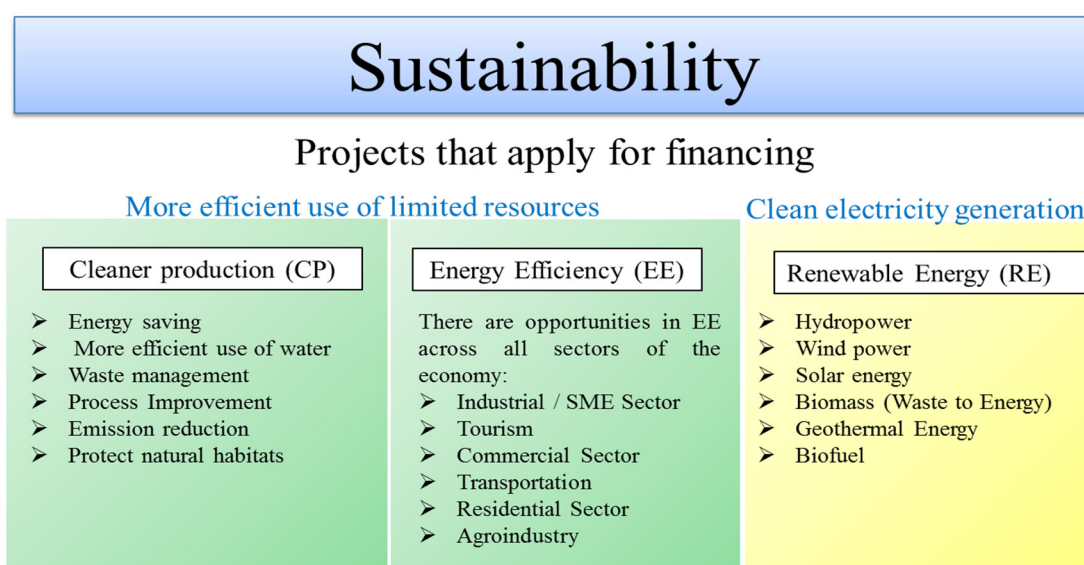 Sustainability
Projects that apply for financing
More efficient use of limited resources
Cleaner production (CP)
➢ Energy saving
➢ More efficient use of water
➢ Waste management
➢ Process Improvement
➢ Emission reduction
➢ Protect natural habitats
Energy Efficiency (EE)
There are opportunities in EE
across all sectors of the
economy:
➢ Industrial / SME Sector
➢ Tourism
➢ Commercial Sector
➢ Transportation
➢ Residential Sector
➢ Agroindustry
Clean electricity generation
Renewable Energy (RE)
➢ Hydropower
➢ Wind power
➢ Solar energy
➢ Biomass (Waste to Energy)
➢ Geothermal Energy
➢ Biofuel